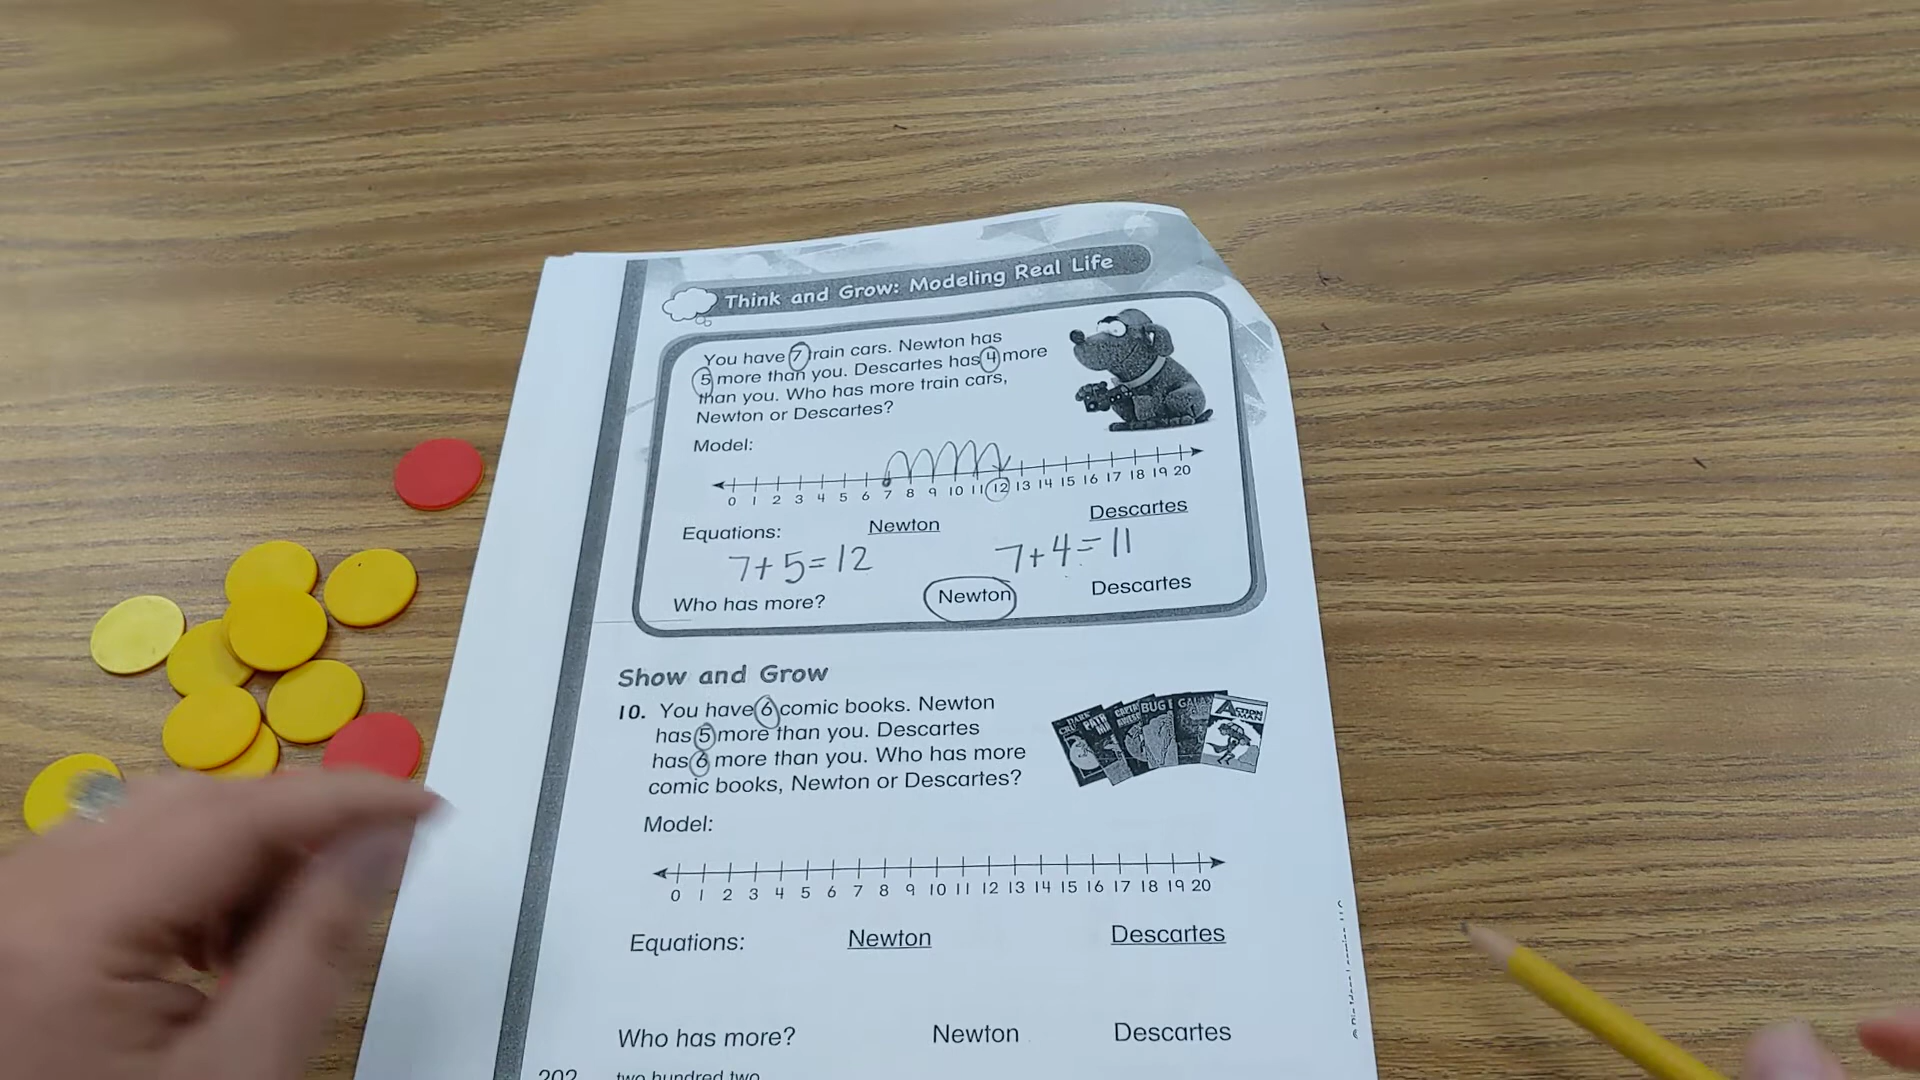 Think and Grow: Modeling Real Life
You have 7 train cars. Newton has
5 more than you. Descartes has 4 more
than you. Who has more train cars,
Newton or Descartes?
Model:
0 1 2 3 4 5 6 7 8 9 10 11 12 13 14 15 16 17 18 19 20
Equations: Newton Descartes
7+5=12 7+4=11
Who has more? Newton Descartes
Show and Grow
10. You have 6 comic books. Newton
has 5 more than you. Descartes
has 6 more than you. Who has more
comic books, Newton or Descartes?
BUG
ACTION
MAN
Model:
0 1 2 3 4 5 6 7 8 9 10 11 12 13 14 15 16 17 18 19 20
Equations: Newton Descartes
Who has more? Newton Descartes
202 two hundred two